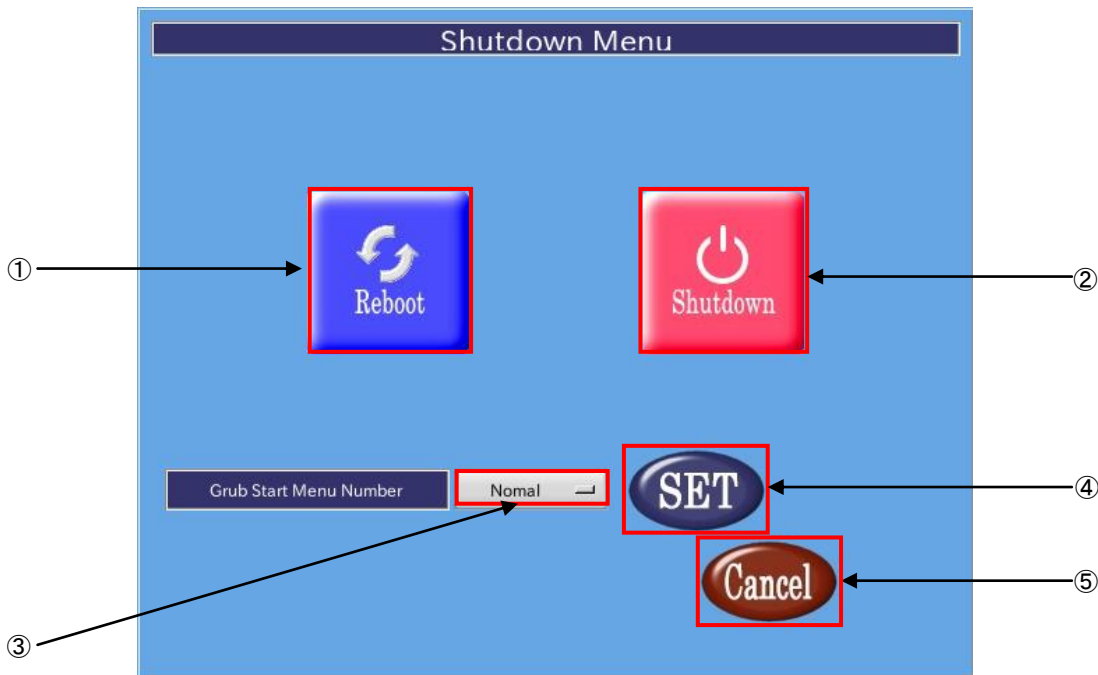 Shutdown Menu
①
Reboot
Shutdown
②
Grub Start Menu Number
Nomal
SET
④
Cancel
⑤
③